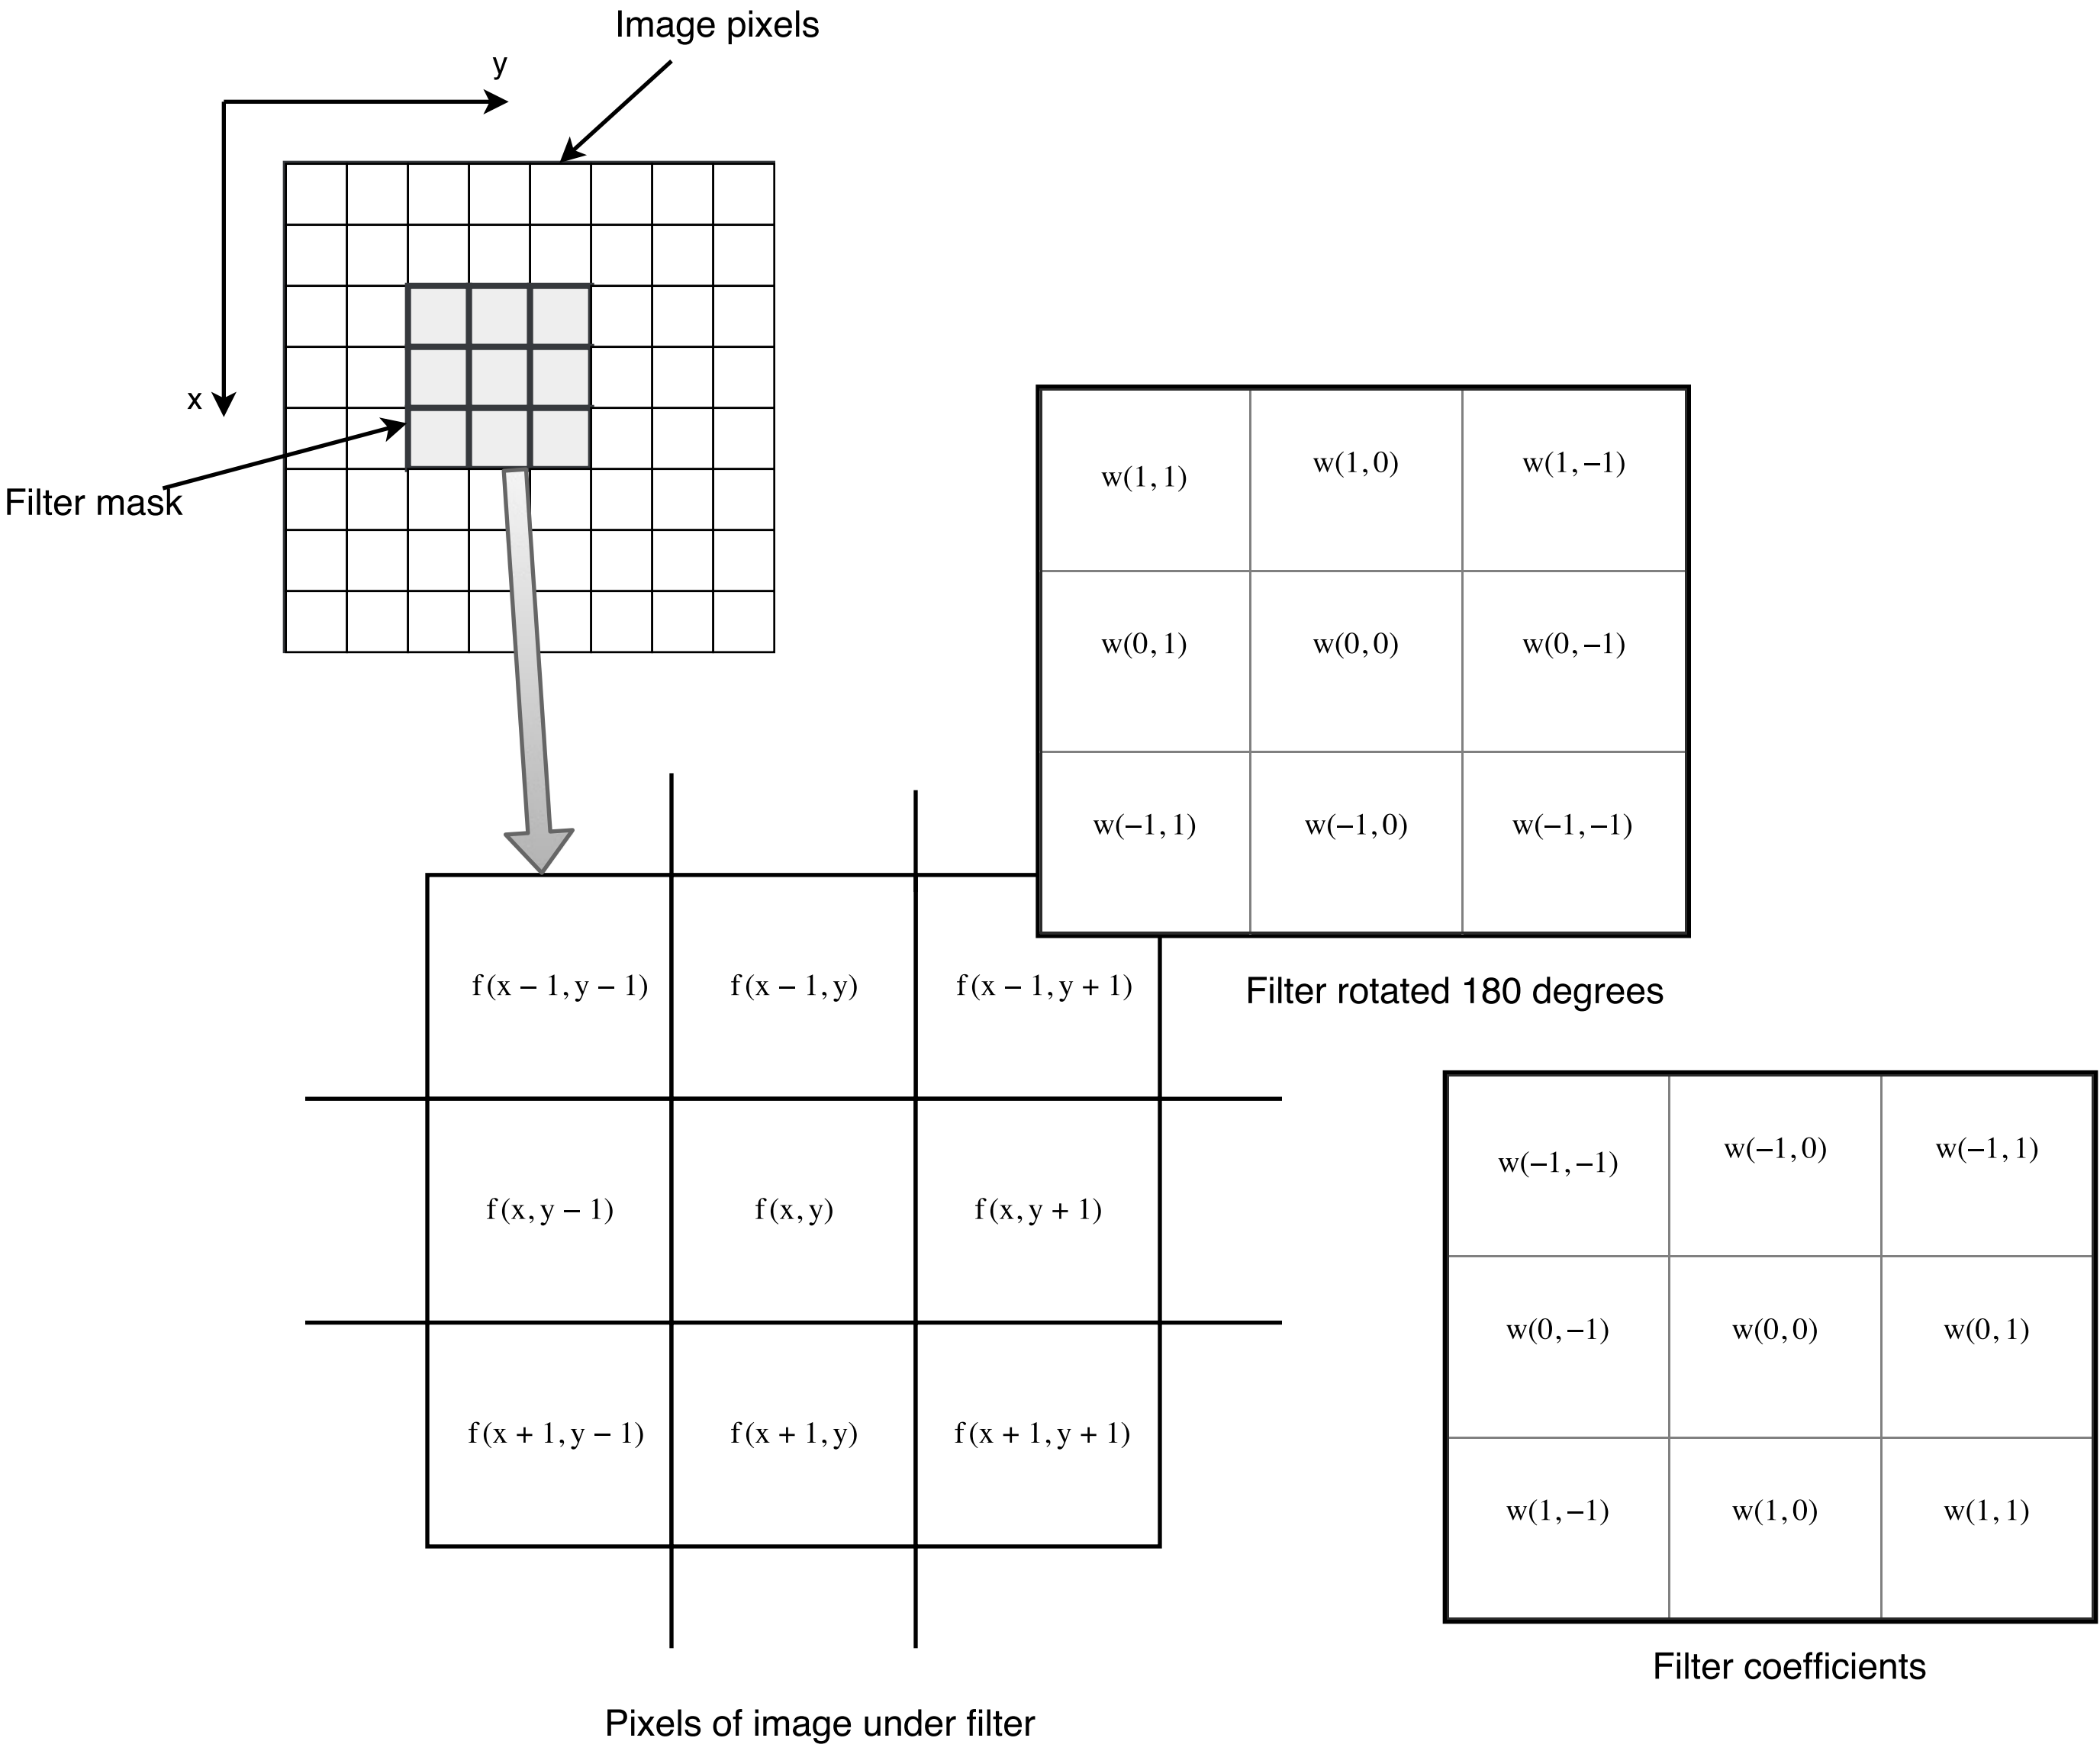 Image pixels
y
x
Filter mask
w(1, 1) w(1, 0) w(1, −1)
w(0, 1) w(0, 0) w(0, −1)
w(−1, 1) w(−1, 0) w(−1, −1)
Filter rotated 180 degrees
f(x − 1, y − 1) f(x − 1, y) f(x − 1, y + 1)
f(x, y − 1) f(x, y) f(x, y + 1)
f(x + 1, y − 1) f(x + 1, y) f(x + 1, y + 1)
Pixels of image under filter
w(−1, −1) w(−1, 0) w(−1, 1)
w(0, −1) w(0, 0) w(0, 1)
w(1, −1) w(1, 0) w(1, 1)
Filter coefficients